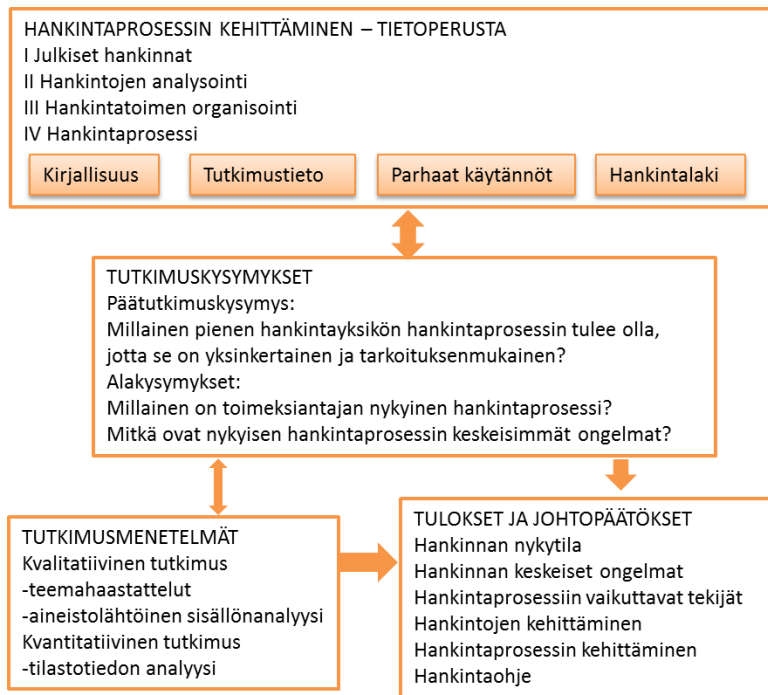 HANKINTAPROSESSIN KEHITTÄMINEN – TIETOPERUSTA
I Julkiset hankinnat
II Hankintojen analysointi
III Hankintatoimen organisointi
IV Hankintaprosessi
Kirjallisuus
Tutkimustieto
Parhaat käytännöt
Hankintalaki
TUTKIMUSKYSYMYKSET
Päätutkimuskysymys:
Millainen pienen hankintayksikön hankintaprosessin tulee olla,
jotta se on yksinkertainen ja tarkoituksenmukainen?
Alakysymykset:
Millainen on toimeksiantajan nykyinen hankintaprosessi?
Mitkä ovat nykyisen hankintaprosessin keskeisimmät ongelmat?
TUTKIMUSMENETELMÄT
Kvalitatiivinen tutkimus
-teemahaastattelut
-aineistolähtöinen sisällönanalyysi
Kvantitatiivinen tutkimus
-tilastotiedon analyysi
TULOKSET JA JOHTOPÄÄTÖKSET
Hankinnan nykytila
Hankinnan keskeiset ongelmat
Hankintaprosessiin vaikuttavat tekijät
Hankintojen kehittäminen
Hankintaprosessin kehittäminen
Hankintaohje